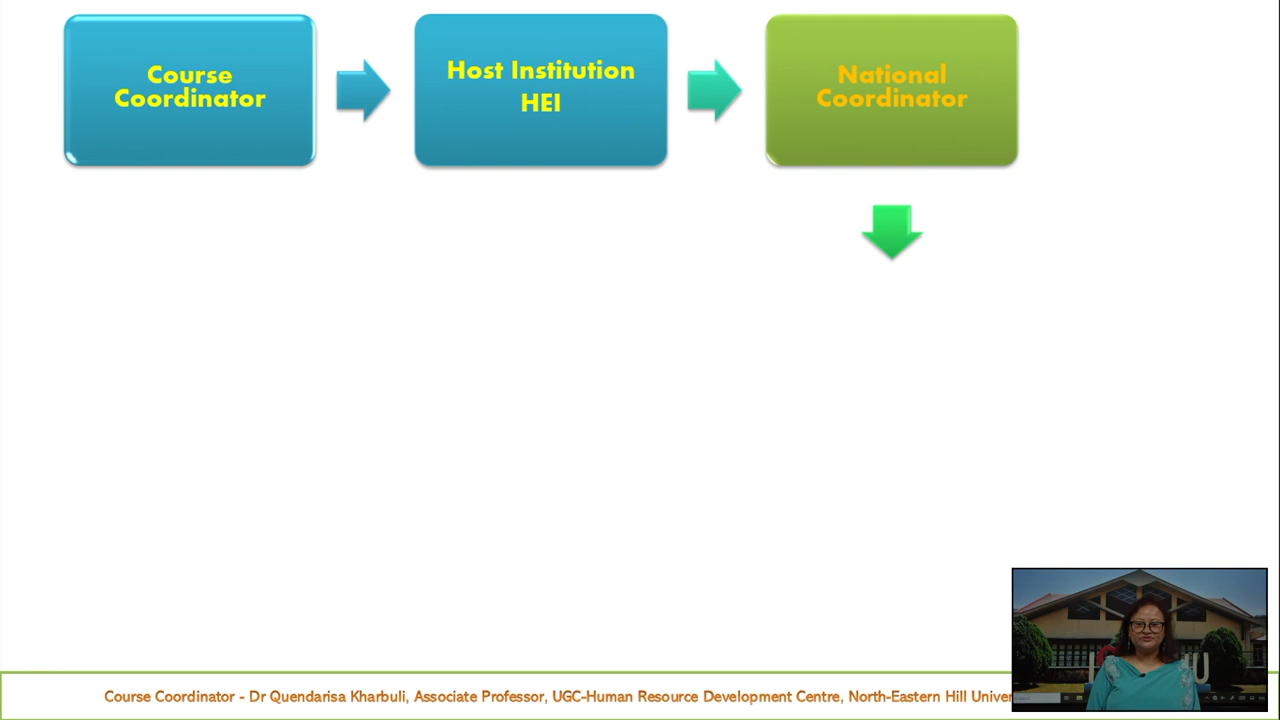 Course
Coordinator
Host Institution
HEI
National
Coordinator
Course Coordinator - Dr Quendarisa Kharbuli, Associate Professor, UGC-Human Resource Development Centre, North-Eastern Hill